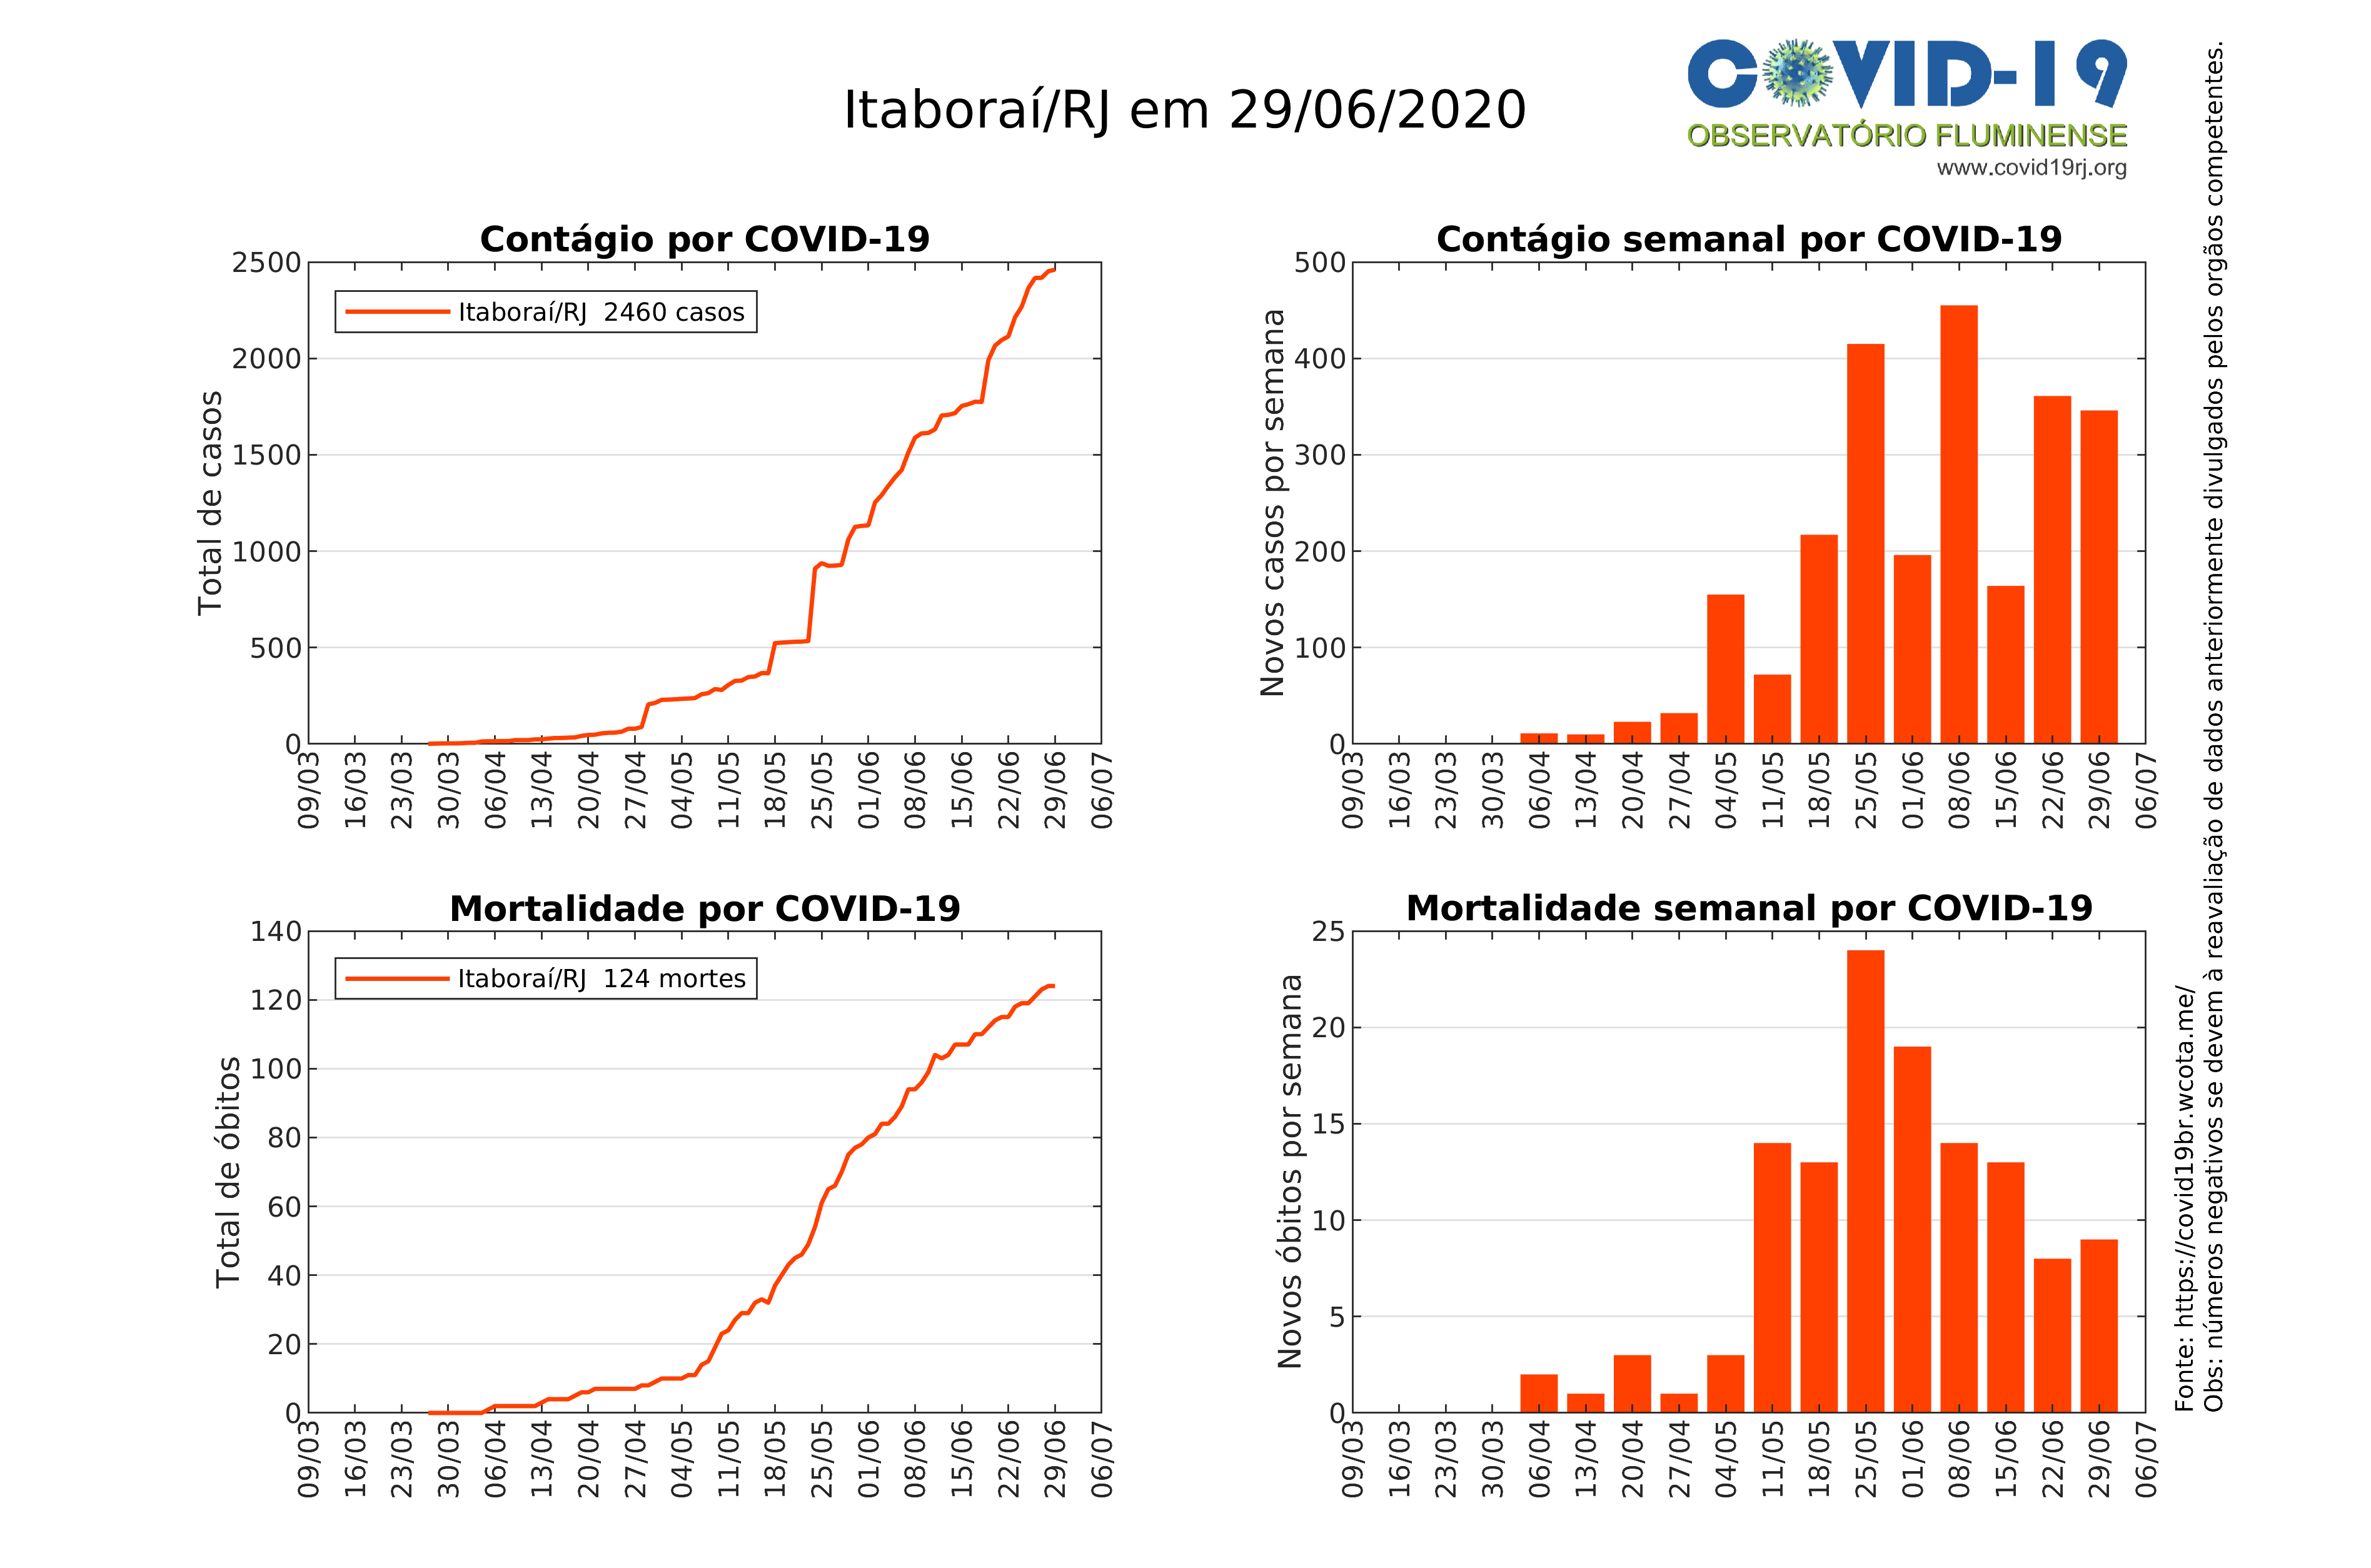 Itaboraí/RJ em 29/06/2020
COVID-19
OBSERVATÓRIO FLUMINENSE
www.covid19rj.org
Contágio por COVID-19
Total de casos
2500
2000
1500
1000
500
0
Itaboraí/RJ 2460 casos
09/03 16/03 23/03 30/03 06/04 13/04 20/04 27/04 04/05 11/05 18/05 25/05 01/06 08/06 15/06 22/06 29/06 06/07
Contágio semanal por COVID-19
Novos casos por semana
500
400
300
200
100
0
09/03 16/03 23/03 30/03 06/04 13/04 20/04 27/04 04/05 11/05 18/05 25/05 01/06 08/06 15/06 22/06 29/06 06/07
Mortalidade por COVID-19
Total de óbitos
140
120
100
80
60
40
20
0
Itaboraí/RJ 124 mortes
09/03 16/03 23/03 30/03 06/04 13/04 20/04 27/04 04/05 11/05 18/05 25/05 01/06 08/06 15/06 22/06 29/06 06/07
Mortalidade semanal por COVID-19
Novos óbitos por semana
25
20
15
10
5
0
09/03 16/03 23/03 30/03 06/04 13/04 20/04 27/04 04/05 11/05 18/05 25/05 01/06 08/06 15/06 22/06 29/06 06/07
Fonte: https://covid19br.wcota.me/
Obs: números negativos se devem à reavaliação de dados anteriormente divulgados pelos orgãos competentes.